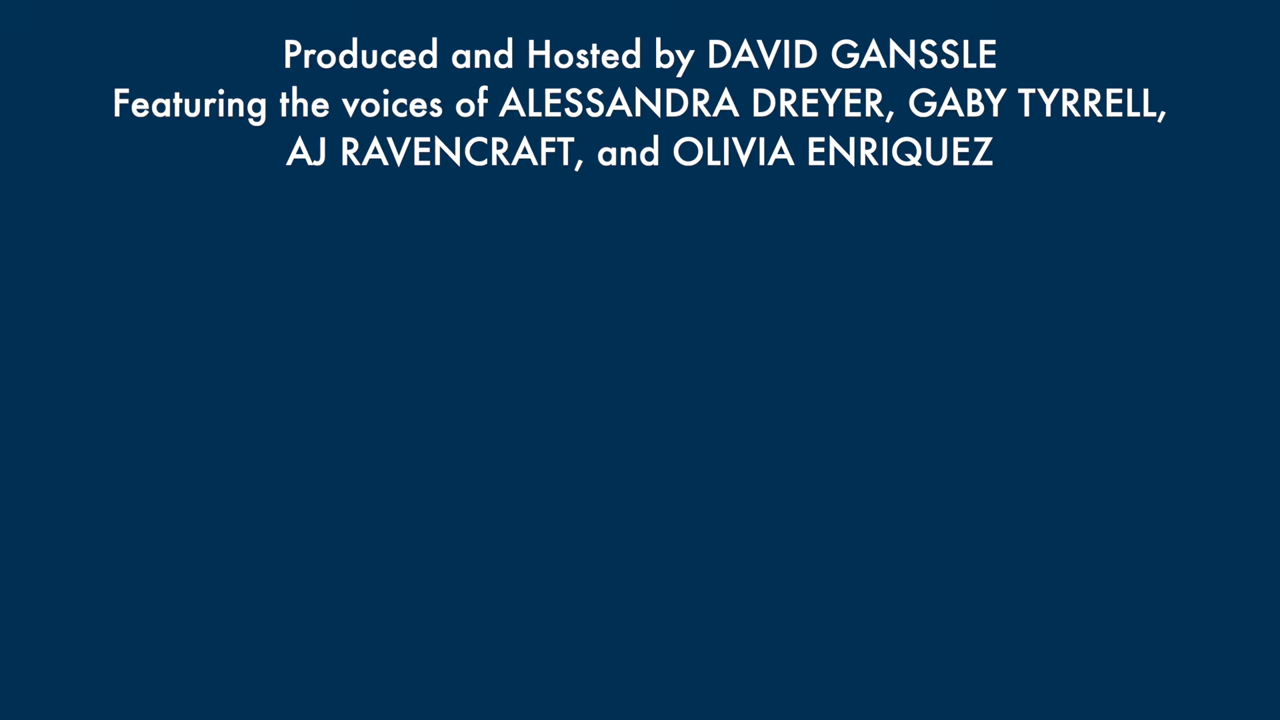 Produced and Hosted by DAVID GANSSLE
Featuring the voices of ALESSANDRA DREYER, GABY TYRRELL,
AJ RAVENCRAFT, and OLIVIA ENRIQUEZ